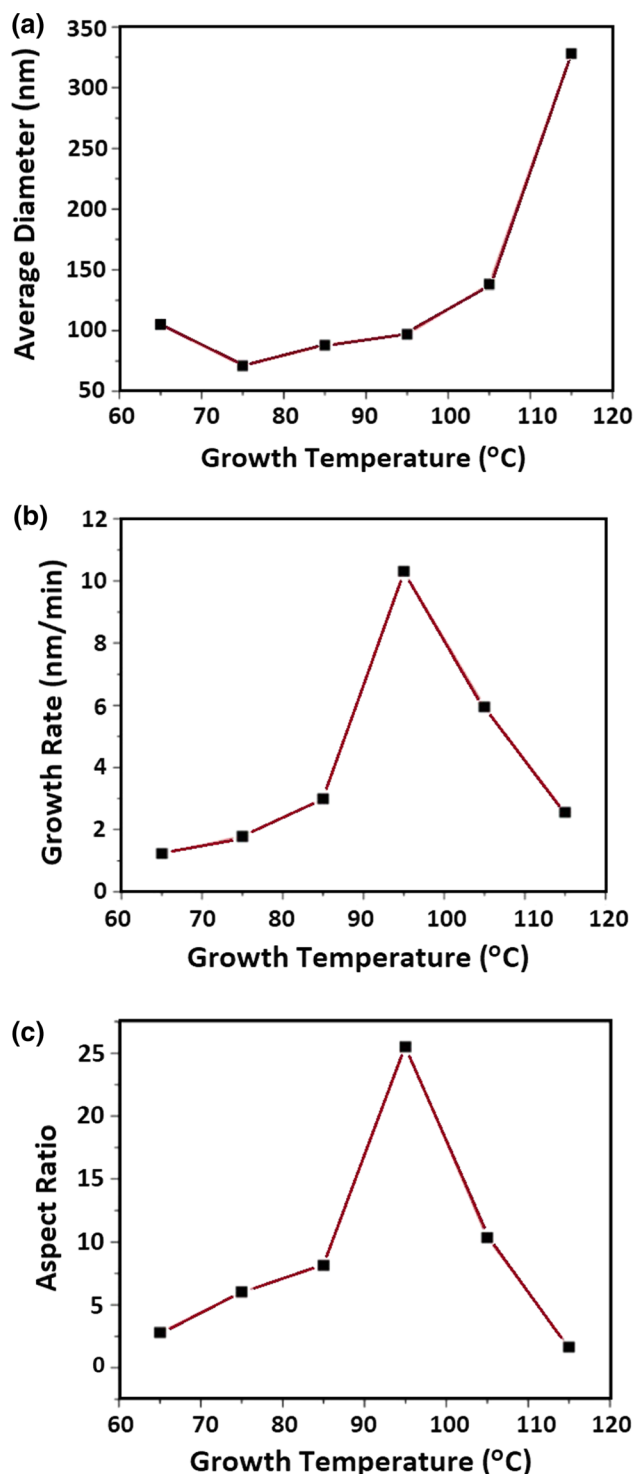 (a)
Average Diameter (nm)
350
300
250
200
150
100
50
60 70 80 90 100 110 120
Growth Temperature (°C)
(b)
Growth Rate (nm/min)
12
10
8
6
4
2
0
60 70 80 90 100 110 120
Growth Temperature (°C)
(c)
Aspect Ratio
25
20
15
10
5
0
60 70 80 90 100 110 120
Growth Temperature (°C)